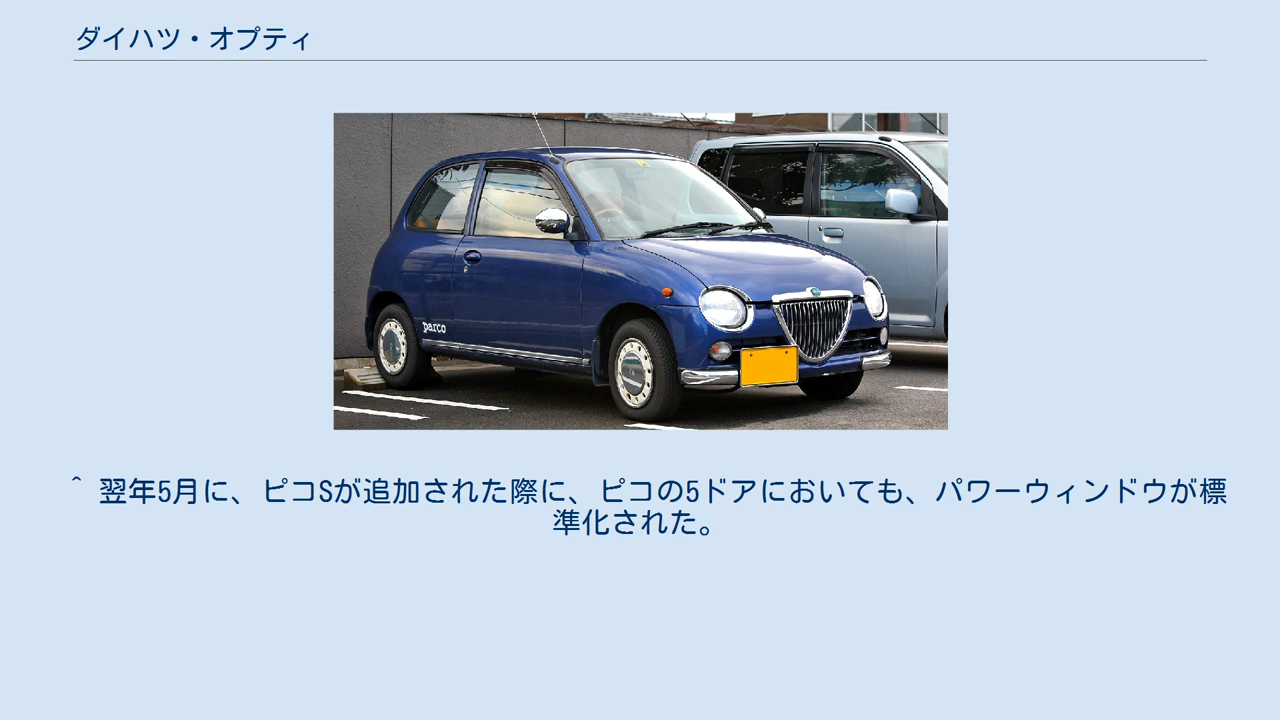 ダイハツ・オプティ
parco
^ 翌年5月に、ピコSが追加された際に、ピコの5ドアにおいても、パワーウィンドウが標
準化された。